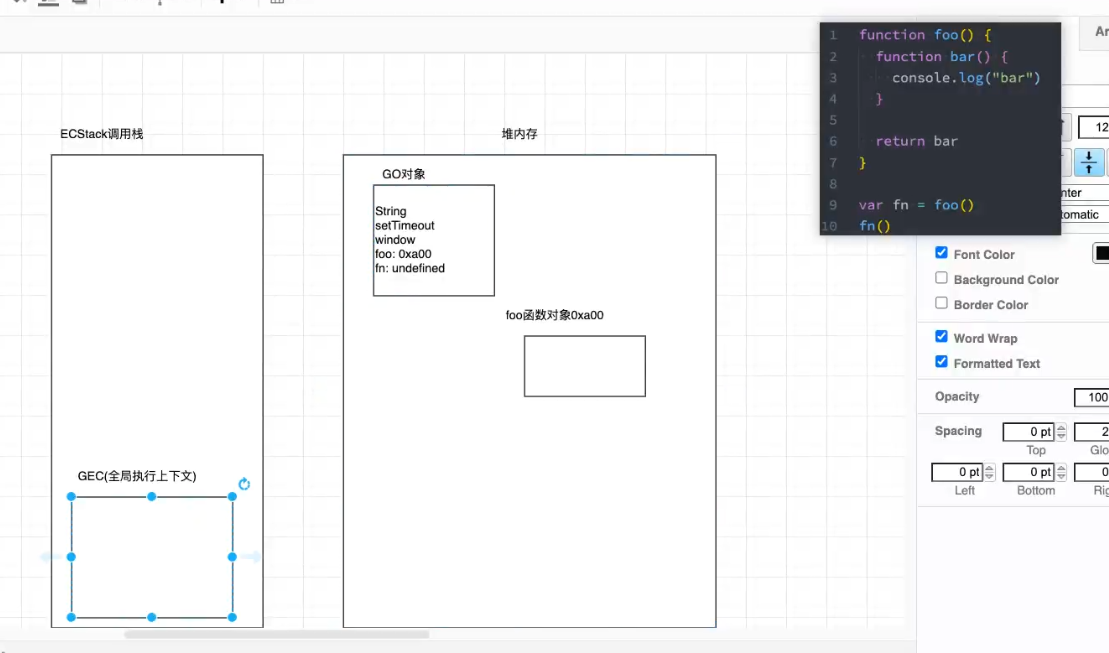 ECStack调用栈
堆内存
GO对象
String
setTimeout
window
foo: 0xa00
fn: undefined
foo函数对象0xa00
GEC(全局执行上下文)
1 function foo() {
2 function bar() {
3 console.log("bar")
4 }
5
6 return bar
7 }
8
9 var fn = foo()
10 fn()
Ar
12
nter
tomatic
Font Color
Background Color
Border Color
Word Wrap
Formatted Text
Opacity
100
Spacing
0 pt
2
Top
Glo
0 pt
0 pt
0
Left
Bottom
Rig